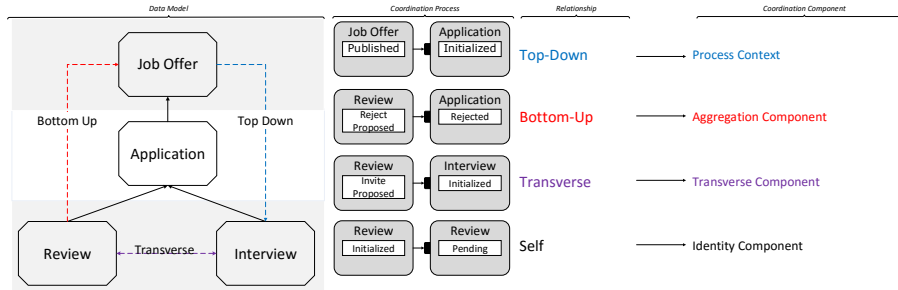 Data Model
Coordination Process
Relationship
Coordination Component
Job Offer
Bottom Up
Top Down
Application
Review
Transverse
Interview
Job Offer
Published
Application
Initialized
Top-Down
Process Context
Review
Reject
Proposed
Application
Rejected
Bottom-Up
Aggregation Component
Review
Invite
Proposed
Interview
Initialized
Transverse
Transverse Component
Review
Initialized
Review
Pending
Self
Identity Component